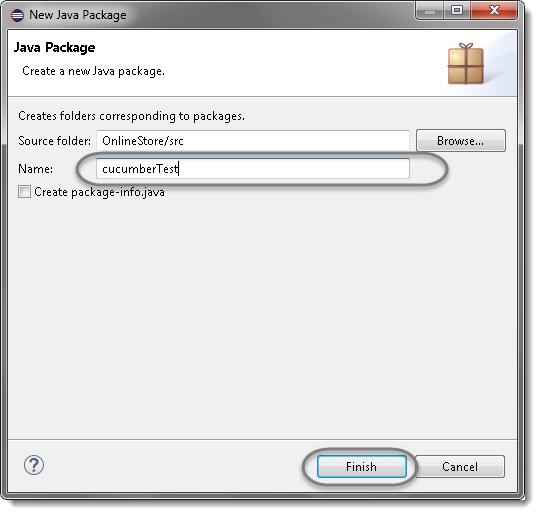 New Java Package
Java Package
Create a new Java package.
Creates folders corresponding to packages.
Source folder: OnlineStore/src Browse...
Name: cucumberTest
Create package-info.java
? Finish Cancel